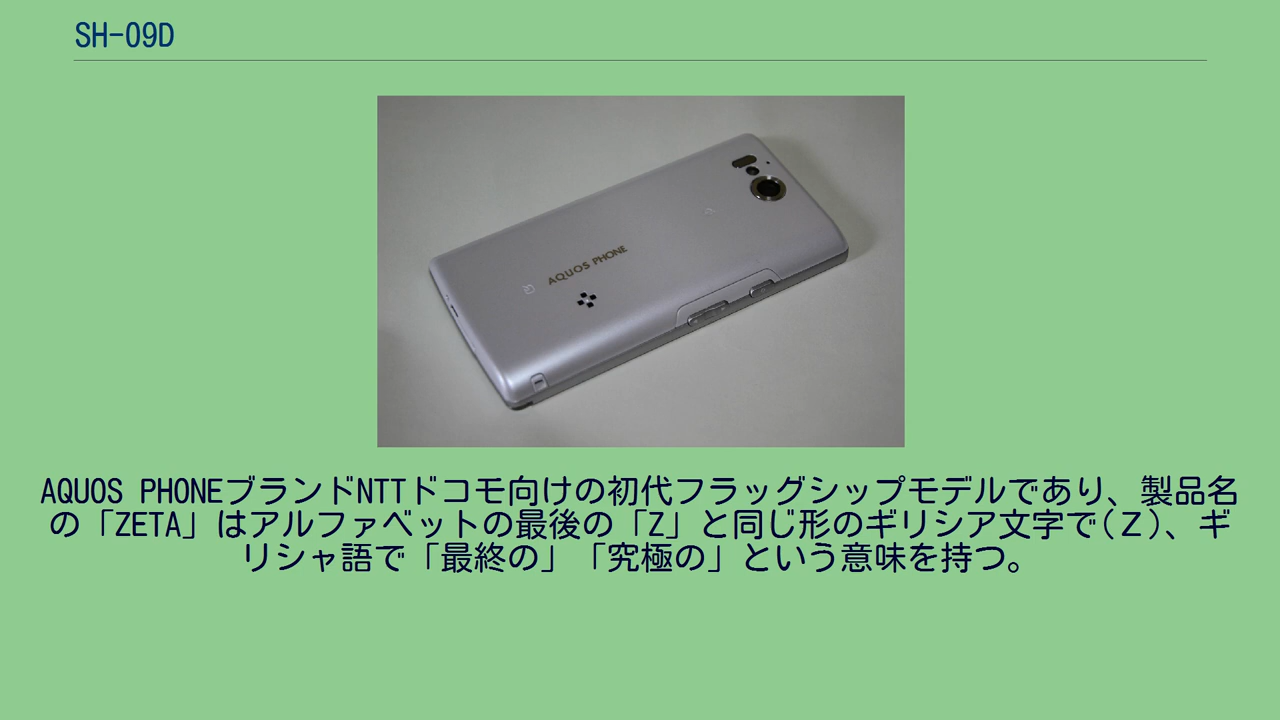 SH-09D
AQUOS PHONE
AQUOS PHONEブランドNTTドコモ向けの初代フラッグシップモデルであり、製品名
の「ZETA」はアルファベットの最後の「Z」と同じ形のギリシア文字で(Ζ)、ギ
リシャ語で「最終の」「究極の」という意味を持つ。